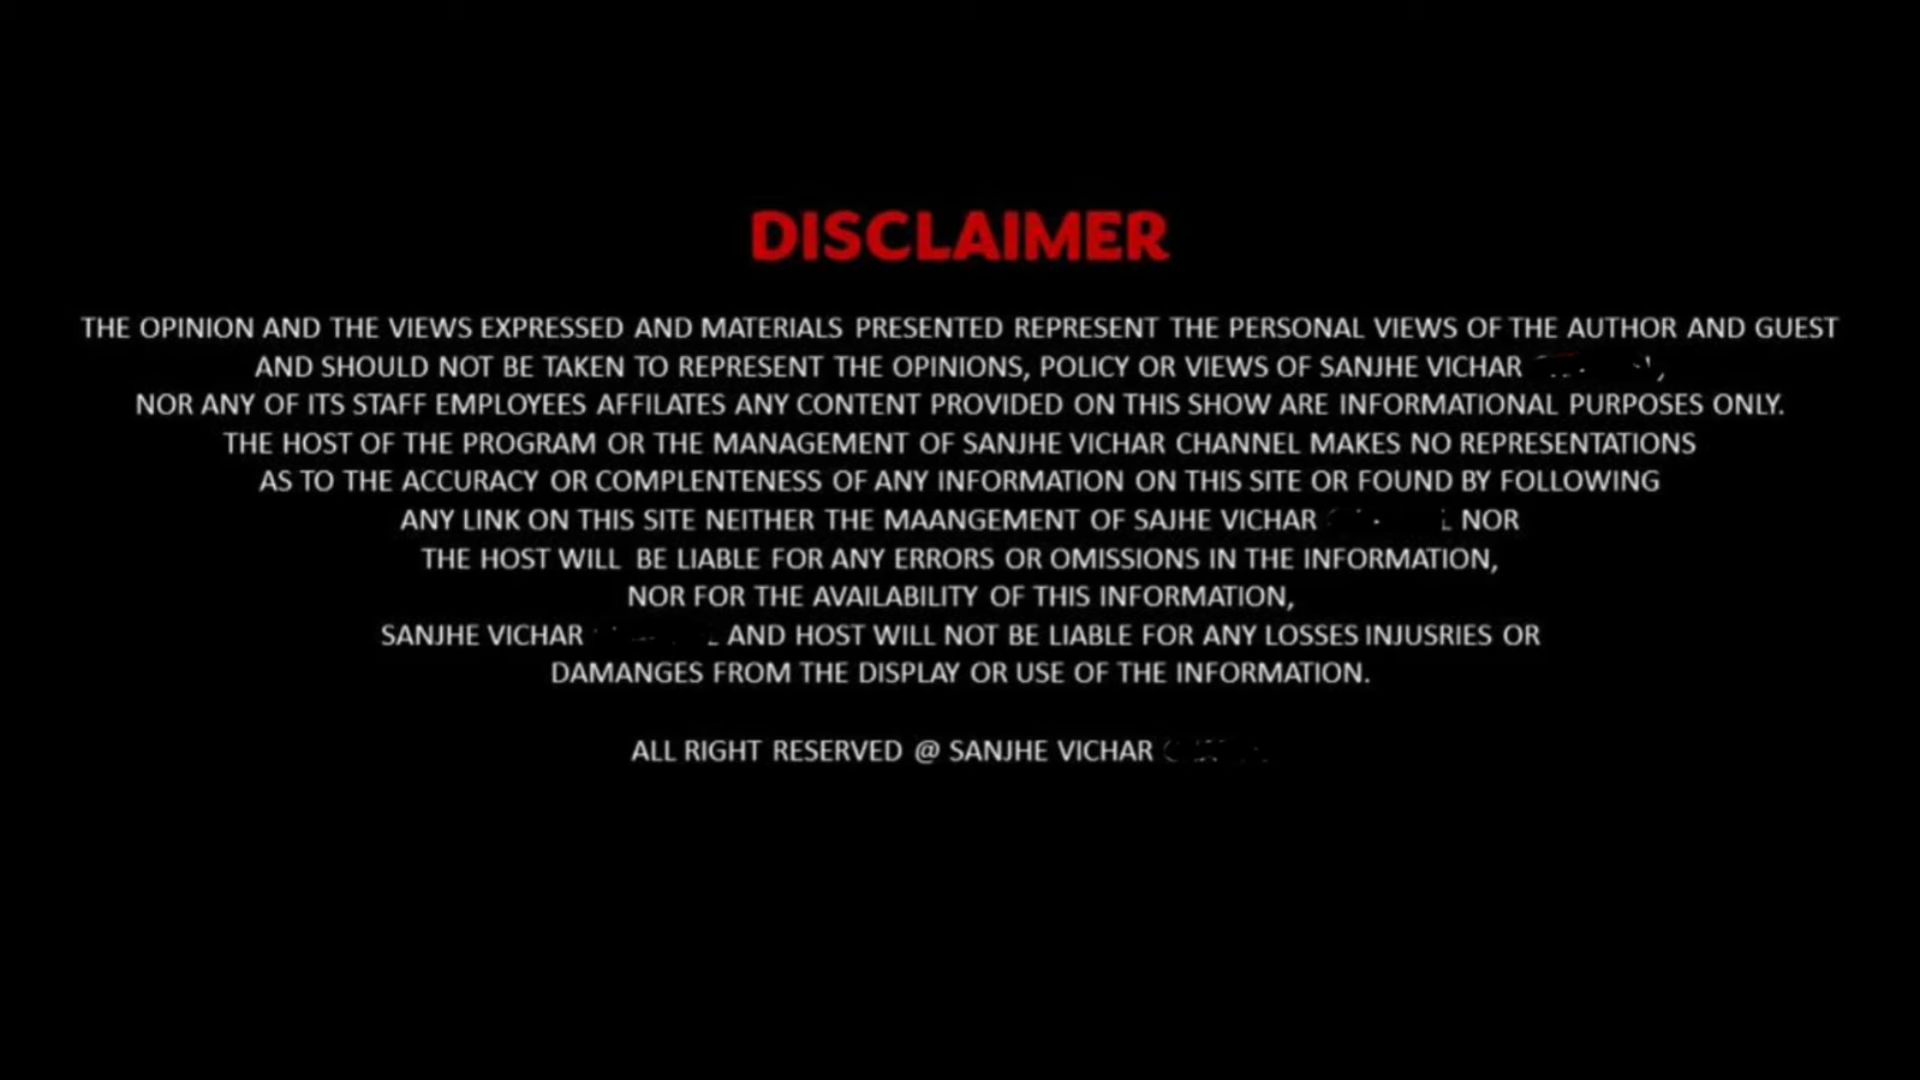 DISCLAIMER
THE OPINION AND THE VIEWS EXPRESSED AND MATERIALS PRESENTED REPRESENT THE PERSONAL VIEWS OF THE AUTHOR AND GUEST
AND SHOULD NOT BE TAKEN TO REPRESENT THE OPINIONS, POLICY OR VIEWS OF SANJHE VICHAR ,
NOR ANY OF ITS STAFF EMPLOYEES AFFILATES ANY CONTENT PROVIDED ON THIS SHOW ARE INFORMATIONAL PURPOSES ONLY.
THE HOST OF THE PROGRAM OR THE MANAGEMENT OF SANJHE VICHAR CHANNEL MAKES NO REPRESENTATIONS
AS TO THE ACCURACY OR COMPLENTENESS OF ANY INFORMATION ON THIS SITE OR FOUND BY FOLLOWING
ANY LINK ON THIS SITE NEITHER THE MAANGEMENT OF SAJHE VICHAR NOR
THE HOST WILL BE LIABLE FOR ANY ERRORS OR OMISSIONS IN THE INFORMATION,
NOR FOR THE AVAILABILITY OF THIS INFORMATION,
SANJHE VICHAR AND HOST WILL NOT BE LIABLE FOR ANY LOSSES INJUSRIES OR
DAMANGES FROM THE DISPLAY OR USE OF THE INFORMATION.
ALL RIGHT RESERVED @ SANJHE VICHAR